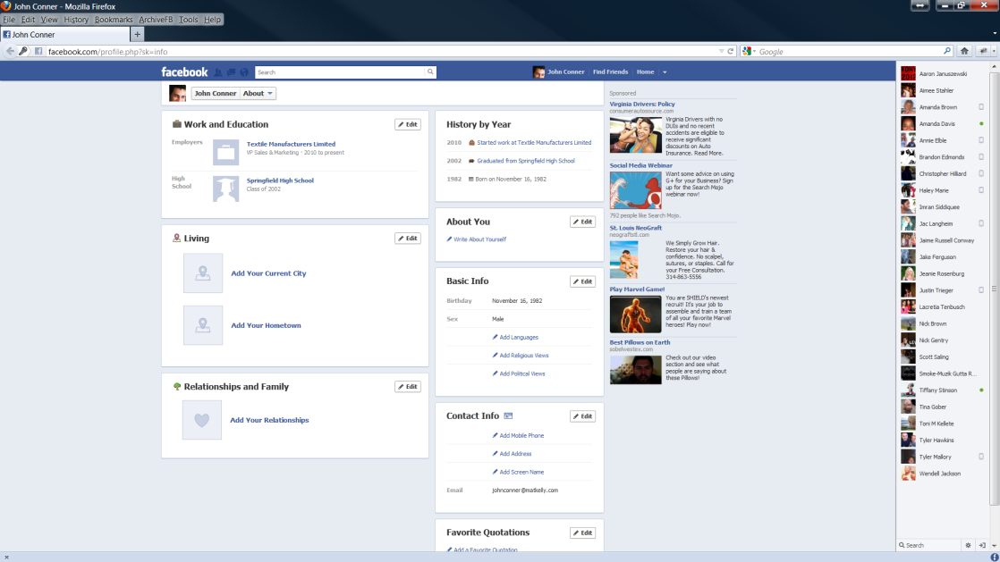 John Conner - Mozilla Firefox
File Edit View History Bookmarks ArchiveFB Tools Help
John Conner
facebook.com/profile.php?sk=info
Google
facebook
Search
John Conner Find Friends Home
John Conner About
Work and Education
Edit
Employers
Textile Manufacturers Limited
VP Sales & Marketing · 2010 to present
High School
Springfield High School
Class of 2002
Living
Edit
Add Your Current City
Add Your Hometown
Relationships and Family
Edit
Add Your Relationships
History by Year
2010 Started work at Textile Manufacturers Limited
2002 Graduated from Springfield High School
1982 Born on November 16, 1982
About You
Edit
Write About Yourself
Basic Info
Edit
Birthday November 16, 1982
Sex Male
Add Languages
Add Religious Views
Add Political Views
Contact Info
Edit
Add Mobile Phone
Add Address
Add Screen Name
Email johnconner@matkelly.com
Favorite Quotations
Edit
Add a Favorite Quotation
Sponsored
Virginia Drivers: Policy
consumerautosource.com
Virginia Drivers with no
DUIs and no recent
accidents are eligible to
receive significant
discounts on Auto
Insurance. Read More.
Social Media Webinar
Want some advice on using
G+ for your Business? Sign
up for the Search Mojo
webinar now!
792 people like Search Mojo.
St. Louis NeoGraft
neograftstl.com
We Simply Grow Hair.
Restore your hair &
confidence. No scalpel,
sutures, or staples. Call for
your Free Consultation.
314-863-5556
Play Marvel Game!
You are SHIELD's newest
recruit! It's your job to
assemble and train a team
of all your favorite Marvel
heroes! Play now!
Best Pillows on Earth
sobelwestex.com
Check out our video
section and see what
people are saying about
these Pillows!
KONY
Aaron Januszewski
Aimee Stahler
Amanda Brown
Amanda Davis
Annie Elble
Brandon Edmonds
Christopher Hilliard
Haley Marie
Imran Siddiquee
Jac Langheim
Jaime Russell Conway
Jake Ferguson
Jeanie Rosenburg
Justin Trieger
Lacretia Tenbusch
Nick Brown
Nick Gentry
Scott Saling
Smoke-Muzik Gutta R...
Tiffany Stinson
Tina Gober
Toni M Kellete
Tyler Hawkins
Tyler Mallory
Wendell Jackson
Search